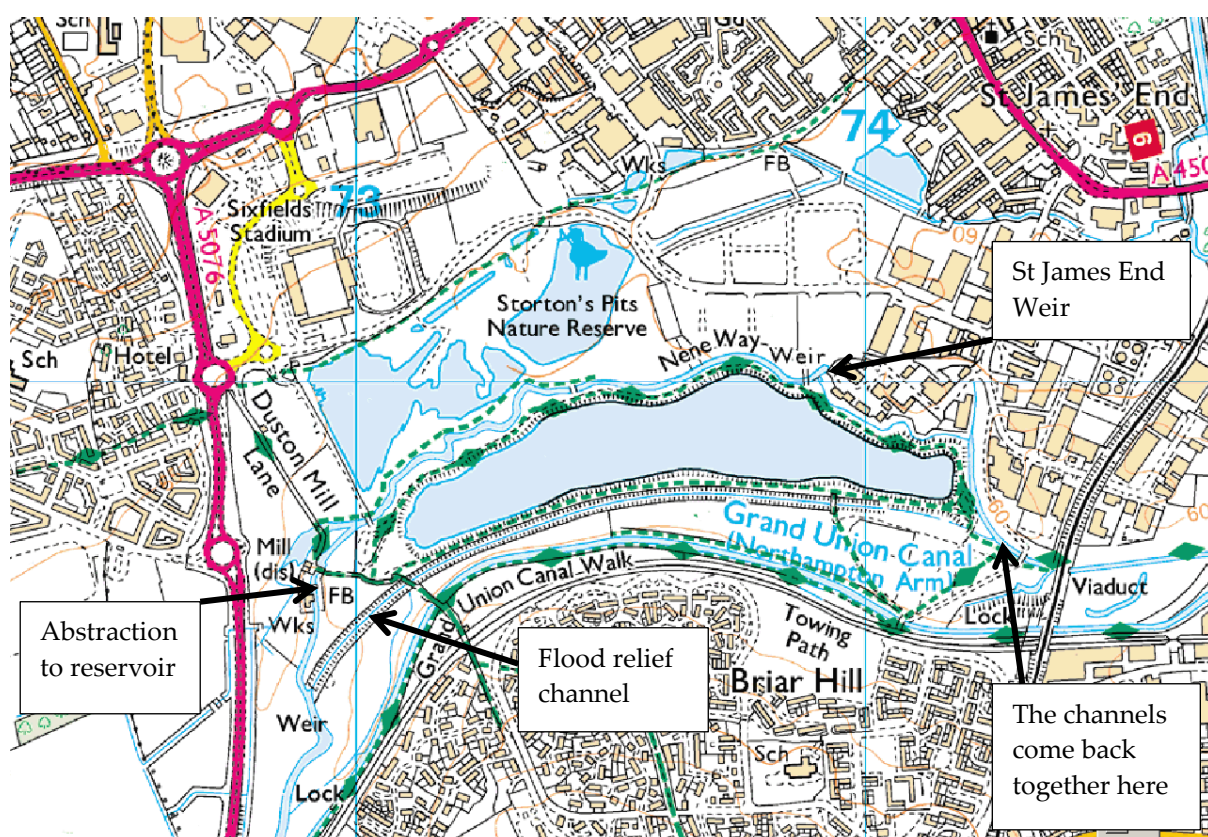 Sch
Gd
Sch
St James' End
6
A 450
74
Wks
FB
73
Sixfields
Stadium
A5076
60
St James End
Weir
Storton's Pits
Nature Reserve
Nene Way
Weir
Sch
Hotel
Duston Mill
Lane
60
60
Grand Union Canal
(Northampton Arm)
Mill
(dis)
FB
Wks
Abstraction
to reservoir
Grand Union Canal Walk
Viaduct
Lock
Towing
Path
Flood relief
channel
Briar Hill
Weir
Sch
Lock
The channels
come back
together here